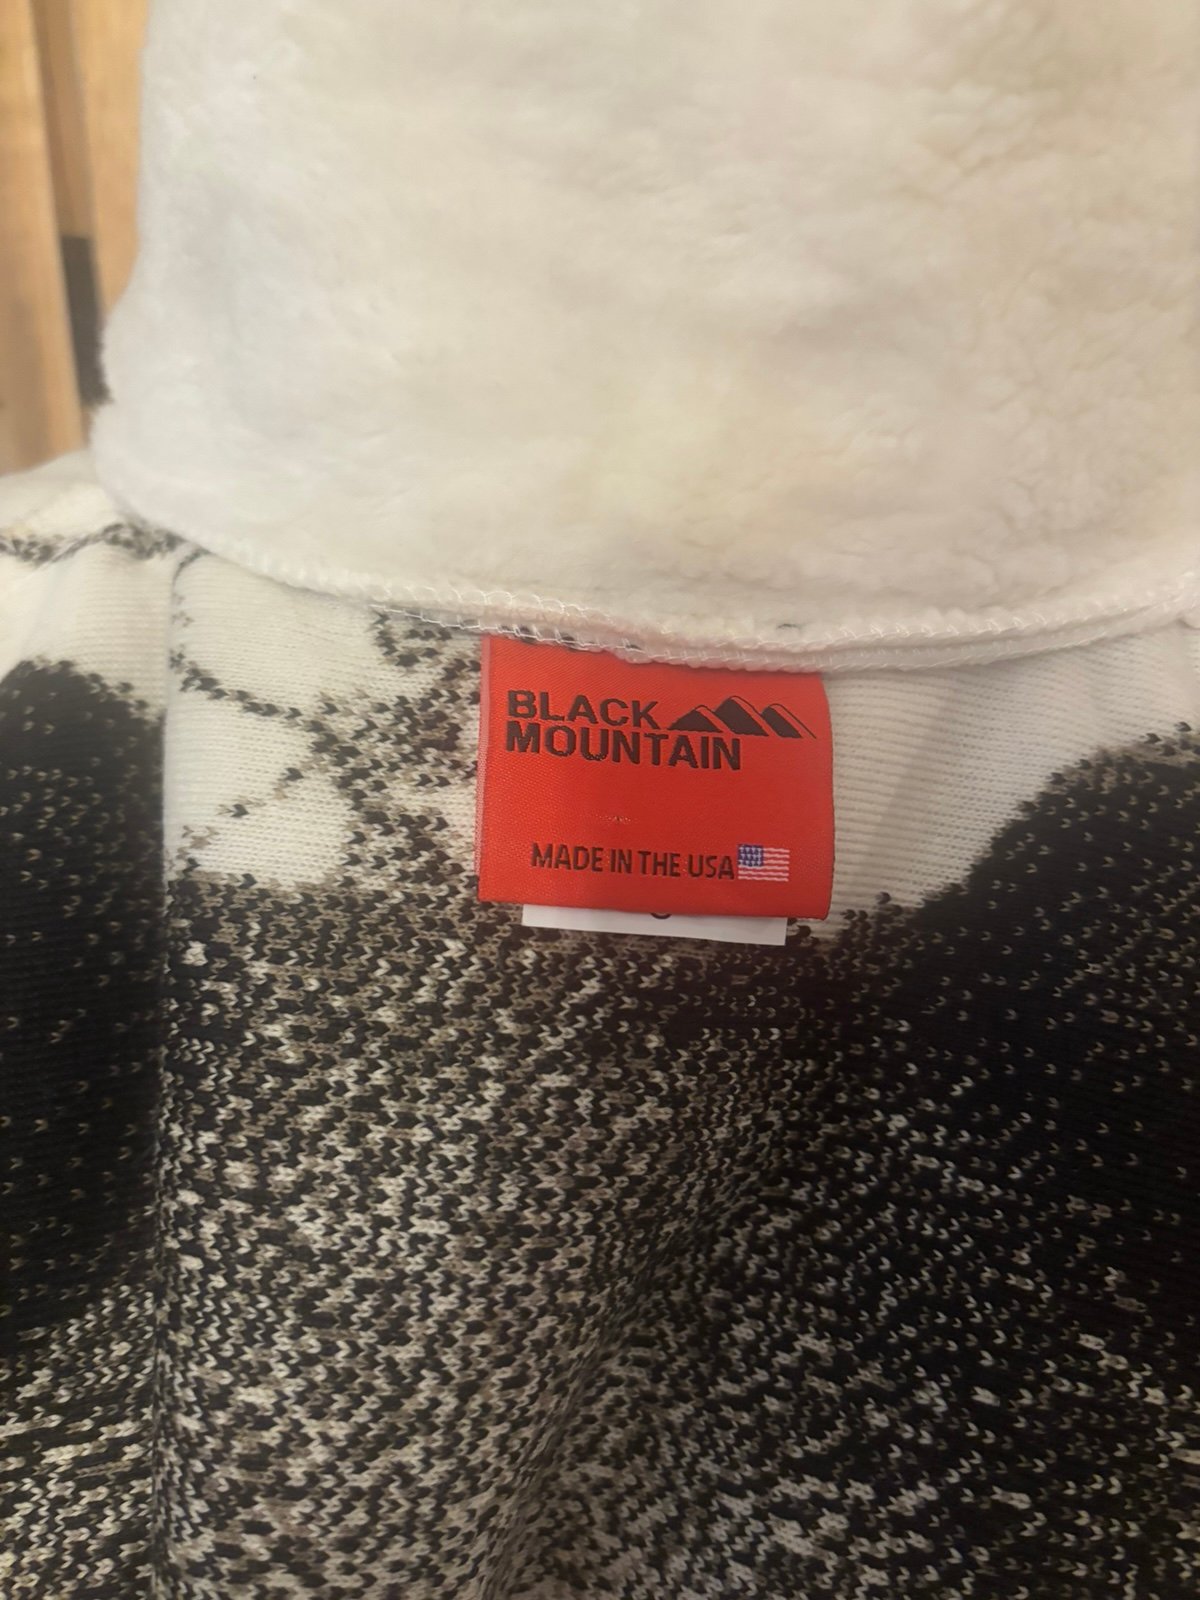 BLACK
MOUNTAIN
MADE IN THE USA